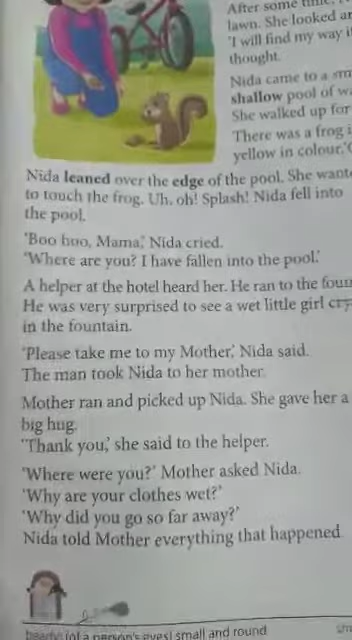 After some time,
lawn. She looked
'I will find my way
thought.
Nida came to a
shallow pool of
She walked up for
There was a frog
yellow in colour.
Nida leaned over the edge of the pool. She
to touch the frog. Uh, oh! Splash! Nida fell into
the pool.
'Boo hoo, Mama,' Nida cried.
'Where are you? I have fallen into the pool.'
A helper at the hotel heard her. He ran to the
He was very surprised to see a wet little girl
in the fountain.
'Please take me to my Mother,' Nida said.
The man took Nida to her mother.
Mother ran and picked up Nida. She gave her a
big hug.
'Thank you,' she said to the helper.
'Where were you?' Mother asked Nida.
'Why are your clothes wet?'
'Why did you go so far away?'
Nida told Mother everything that happened
beady: (of a person's eyes) small and round